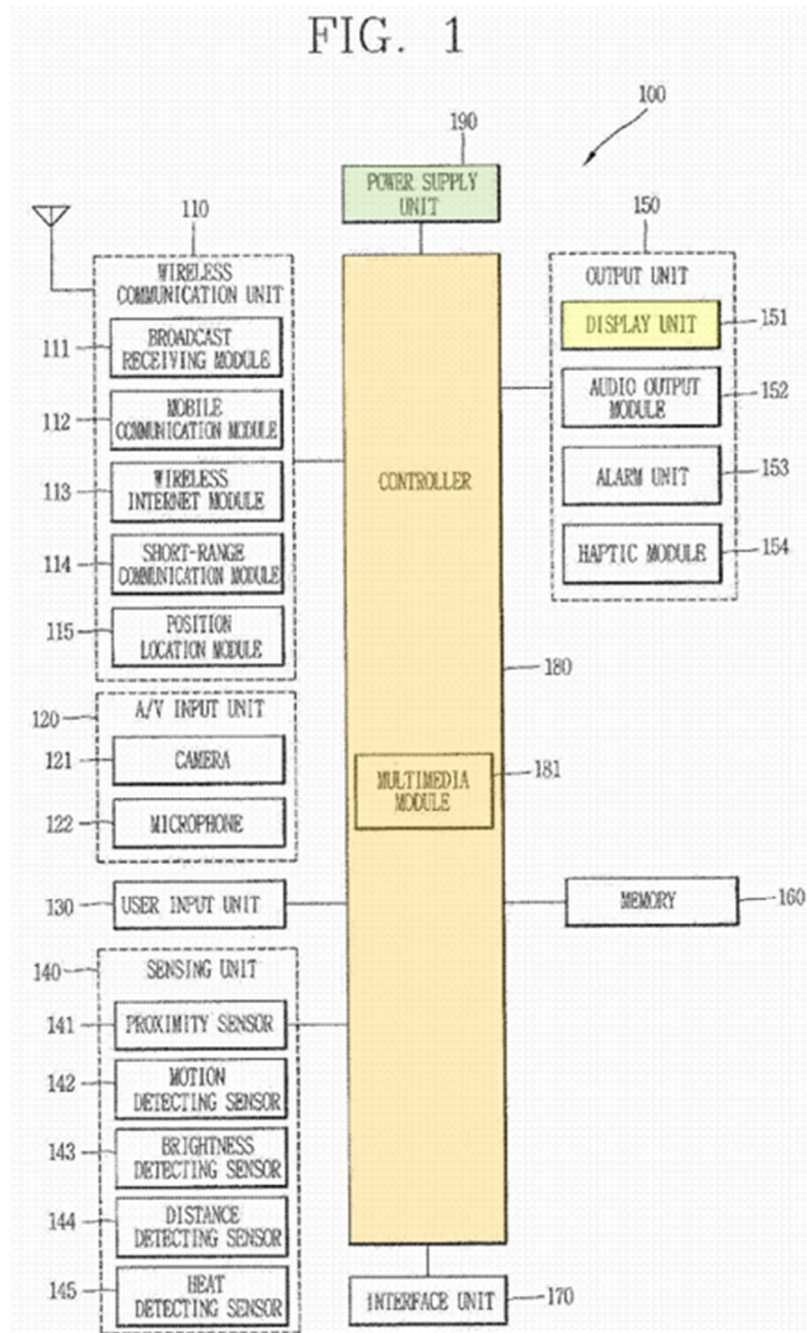 FIG. 1
100
190
POWER SUPPLY
UNIT
110
WIRELESS
COMMUNICATION UNIT
111
BROADCAST
RECEIVING MODULE
112
MOBILE
COMMUNICATION MODULE
113
WIRELESS
INTERNET MODULE
114
SHORT-RANGE
COMMUNICATION MODULE
115
POSITION
LOCATION MODULE
120
A/V INPUT UNIT
121
CAMERA
122
MICROPHONE
130
USER INPUT UNIT
140
SENSING UNIT
141
PROXIMITY SENSOR
142
MOTION
DETECTING SENSOR
143
BRIGHTNESS
DETECTING SENSOR
144
DISTANCE
DETECTING SENSOR
145
HEAT
DETECTING SENSOR
CONTROLLER
180
MULTIMEDIA
MODULE
181
150
OUTPUT UNIT
DISPLAY UNIT
151
AUDIO OUTPUT
MODULE
152
ALARM UNIT
153
HAPTIC MODULE
154
MEMORY
160
INTERFACE UNIT
170